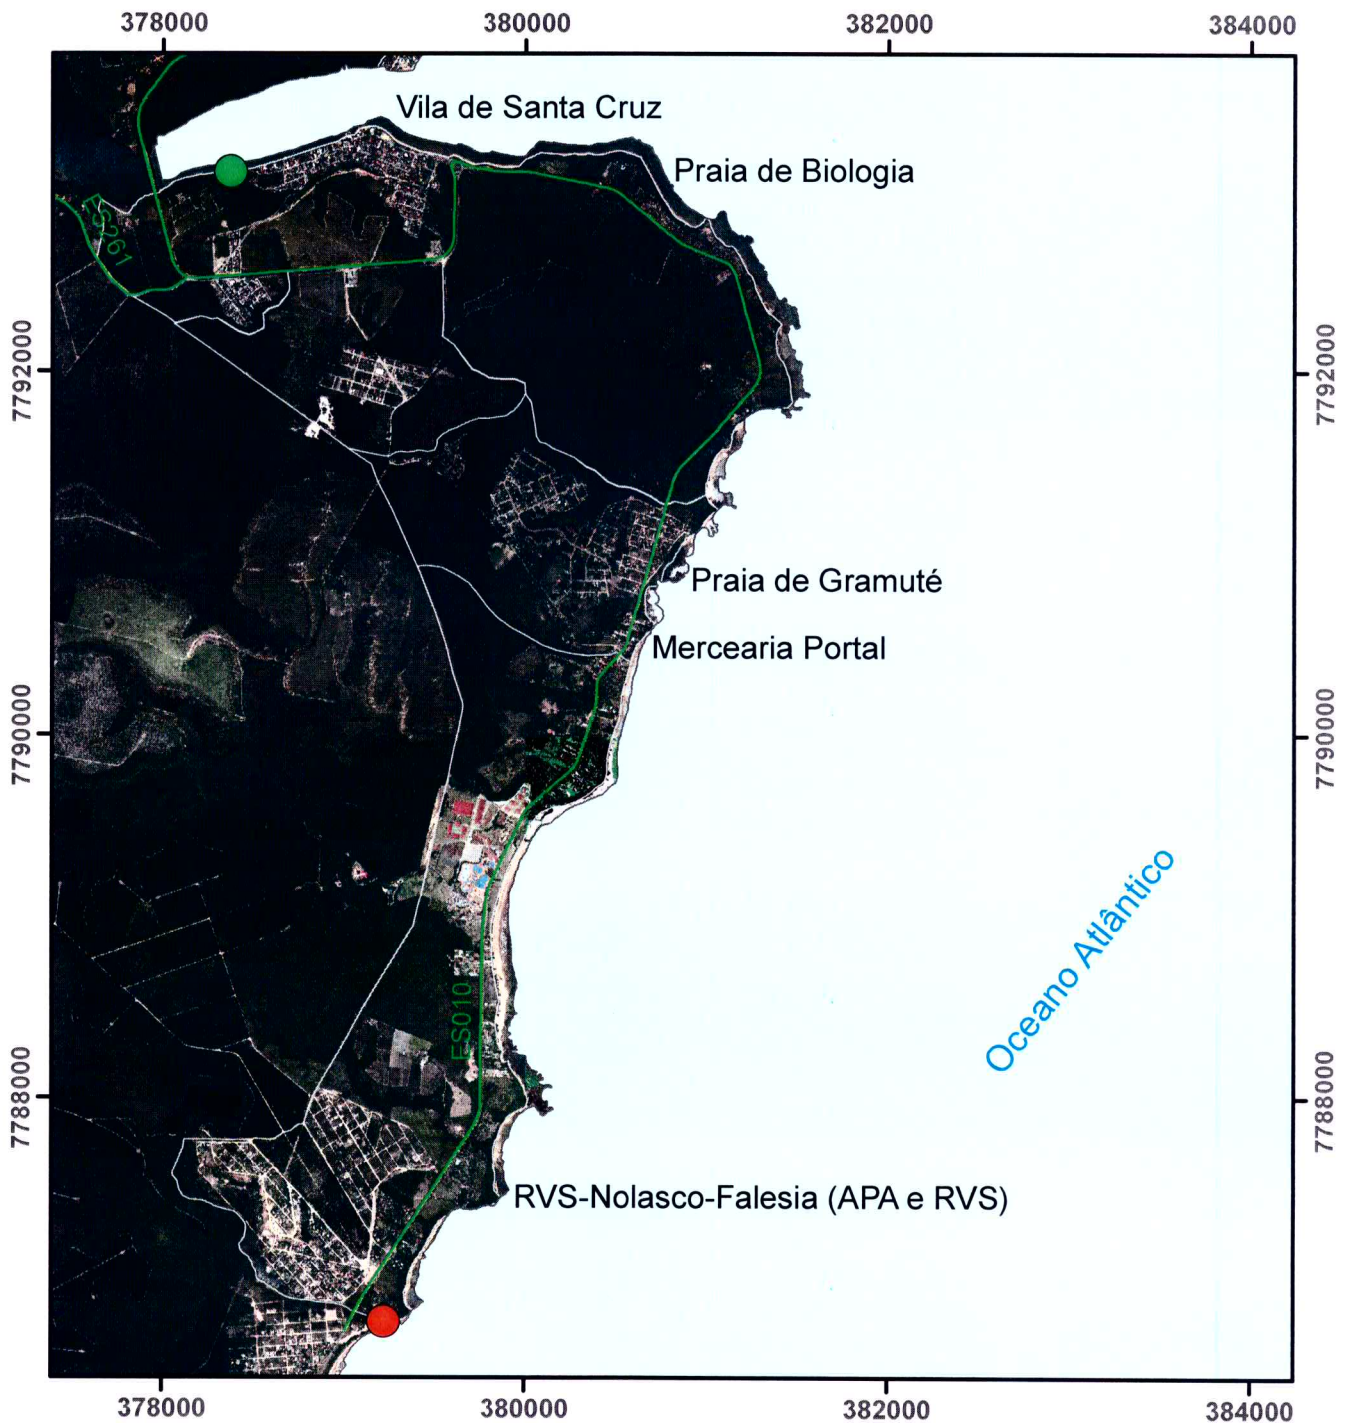 378000
380000
382000
384000
Vila de Santa Cruz
Praia de Biologia
ES261
7792000
7792000
Praia de Gramuté
Mercearia Portal
7790000
7790000
Oceano Atlântico
ES010
7788000
7788000
RVS-Nolasco-Falesia (APA e RVS)
378000
380000
382000
384000